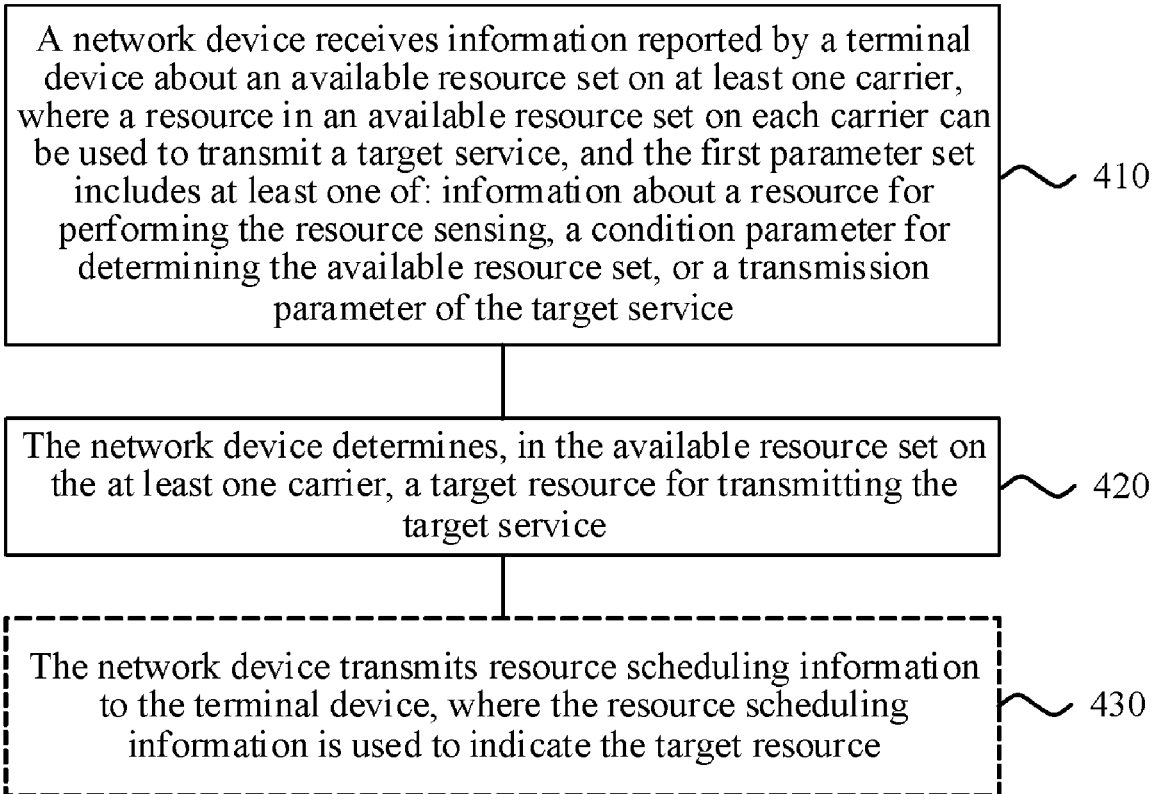 A network device receives information reported by a terminal
device about an available resource set on at least one carrier,
where a resource in an available resource set on each carrier can
be used to transmit a target service, and the first parameter set
includes at least one of: information about a resource for
performing the resource sensing, a condition parameter for
determining the available resource set, or a transmission
parameter of the target service
410
The network device determines, in the available resource set on
the at least one carrier, a target resource for transmitting the
target service
420
The network device transmits resource scheduling information
to the terminal device, where the resource scheduling
information is used to indicate the target resource
430